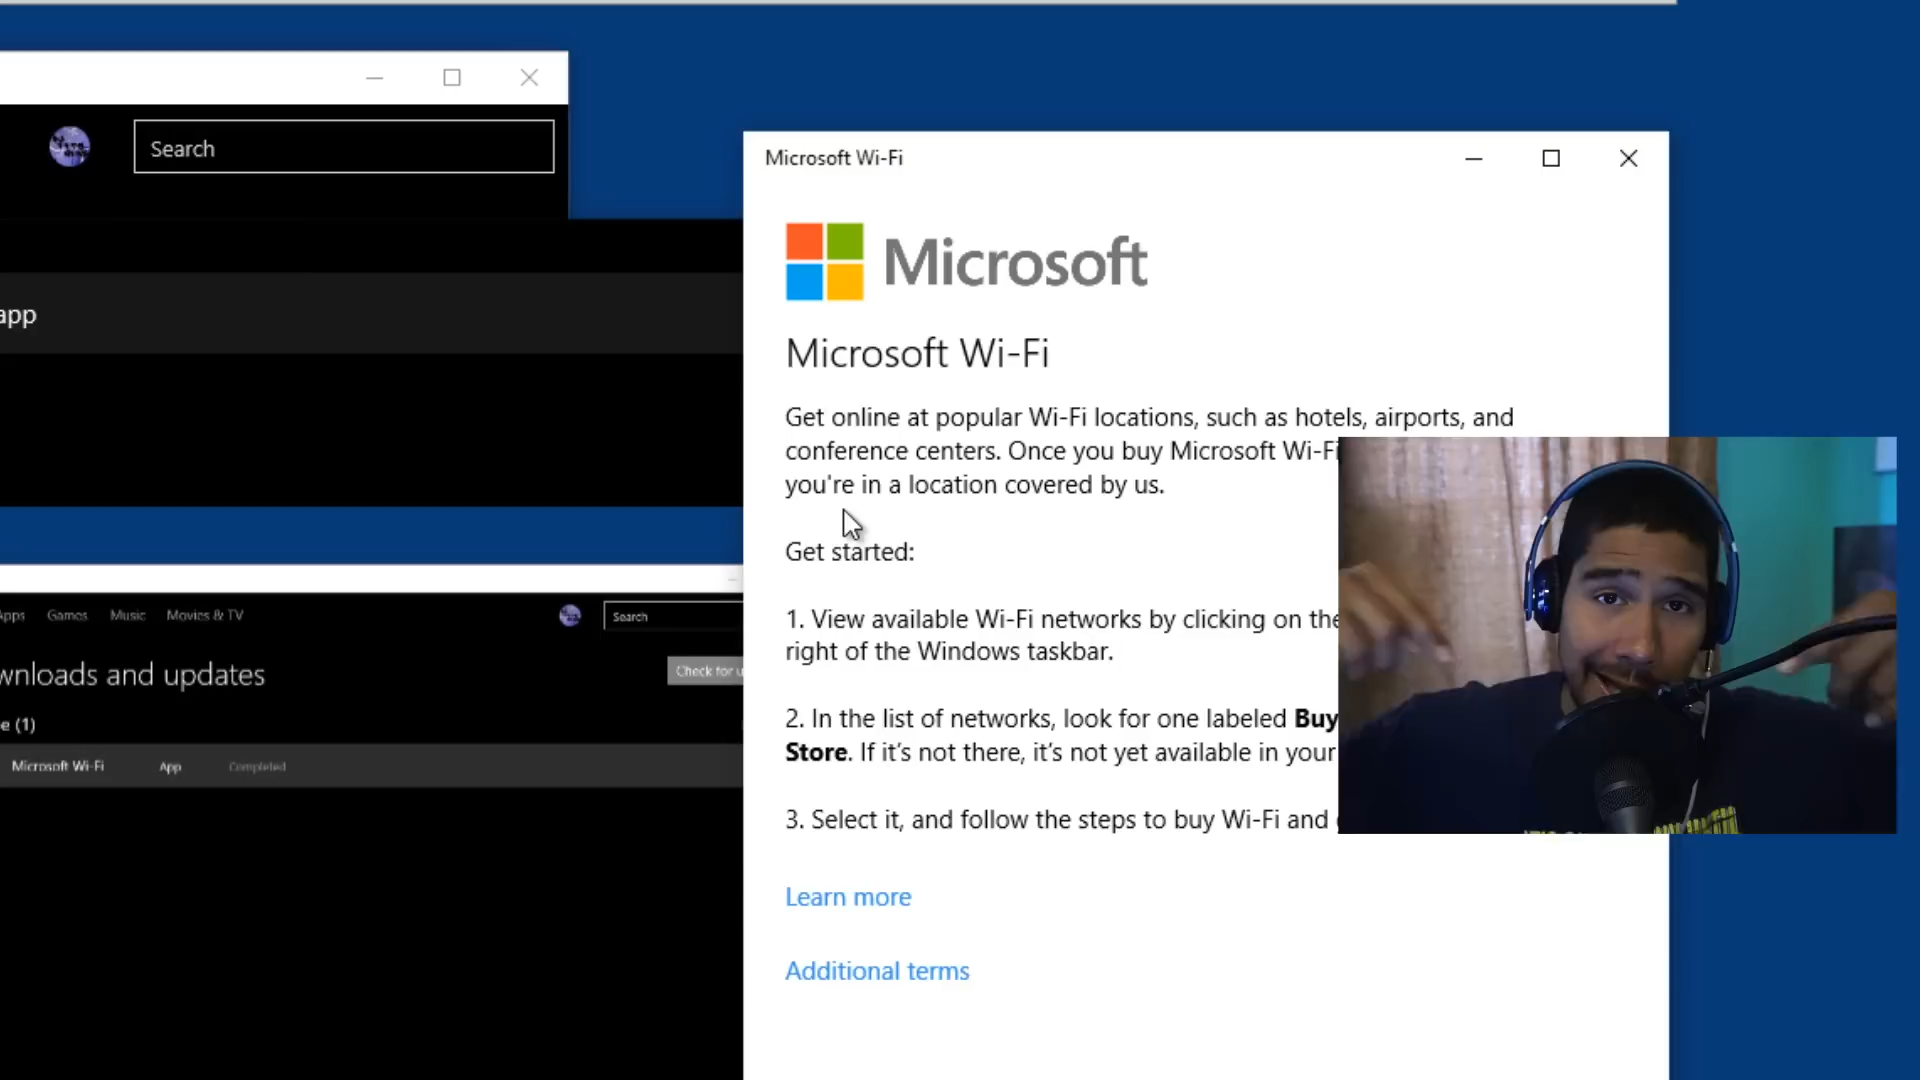 Search
app
Microsoft Wi-Fi
Microsoft
Microsoft Wi-Fi
Get online at popular Wi-Fi locations, such as hotels, airports, and
conference centers. Once you buy Microsoft Wi-Fi
you're in a location covered by us.
Get started:
1. View available Wi-Fi networks by clicking on the
right of the Windows taskbar.
2. In the list of networks, look for one labeled Buy
Store. If it's not there, it's not yet available in your
3. Select it, and follow the steps to buy Wi-Fi and
Learn more
Additional terms
Apps Games Music Movies & TV
Search
wnloads and updates
Check for u
e (1)
Microsoft Wi-Fi App Completed